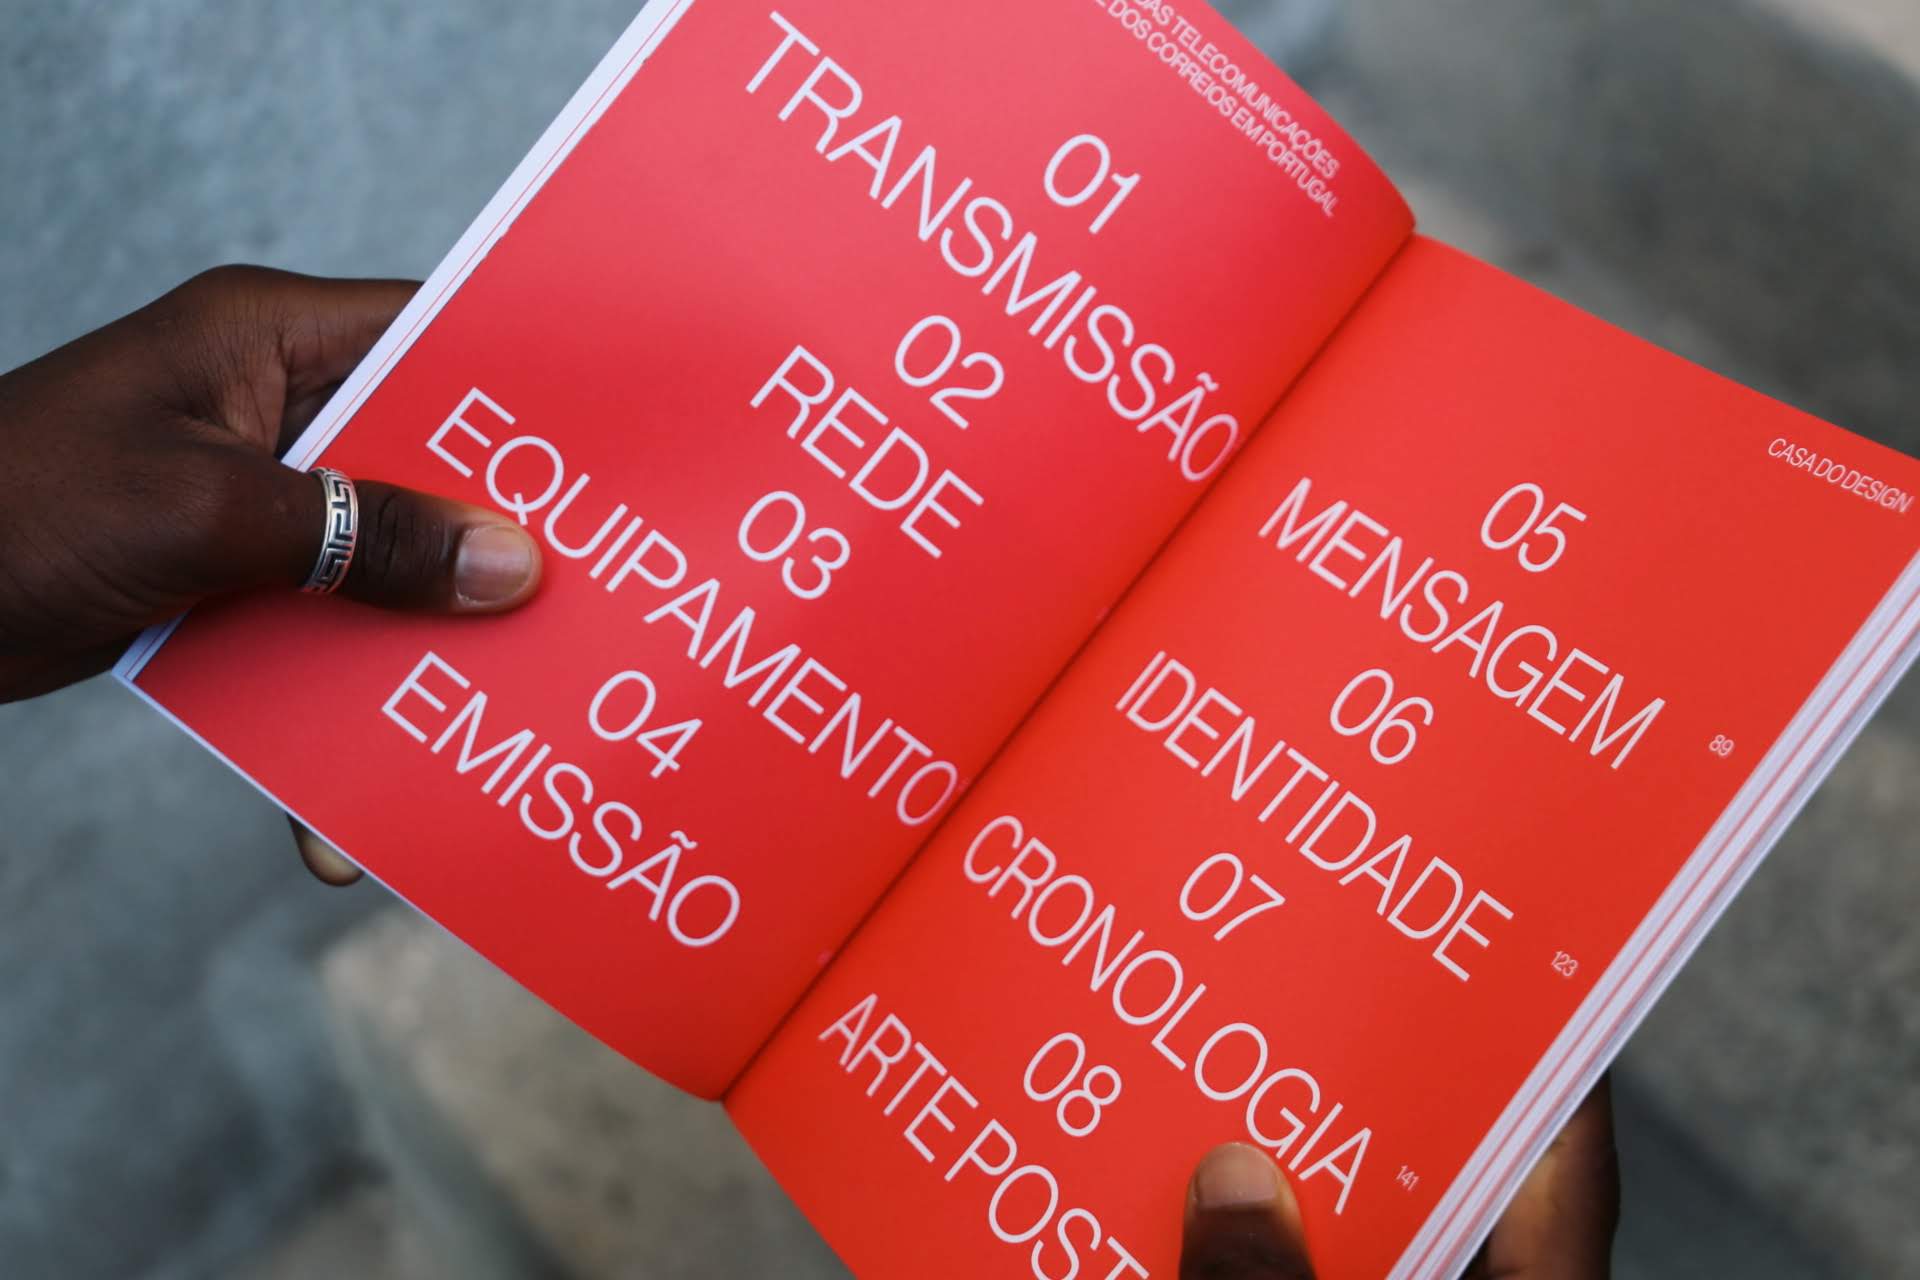 DAS TELECOMUNICAÇÕES
E DOS CORREIOS EM PORTUGAL
01
TRANSMISSÃO
02
REDE
03
EQUIPAMENTO
04
EMISSÃO
CASA DO DESIGN
05
MENSAGEM
89
06
IDENTIDADE
123
07
CRONOLOGIA
141
08
ARTE POST